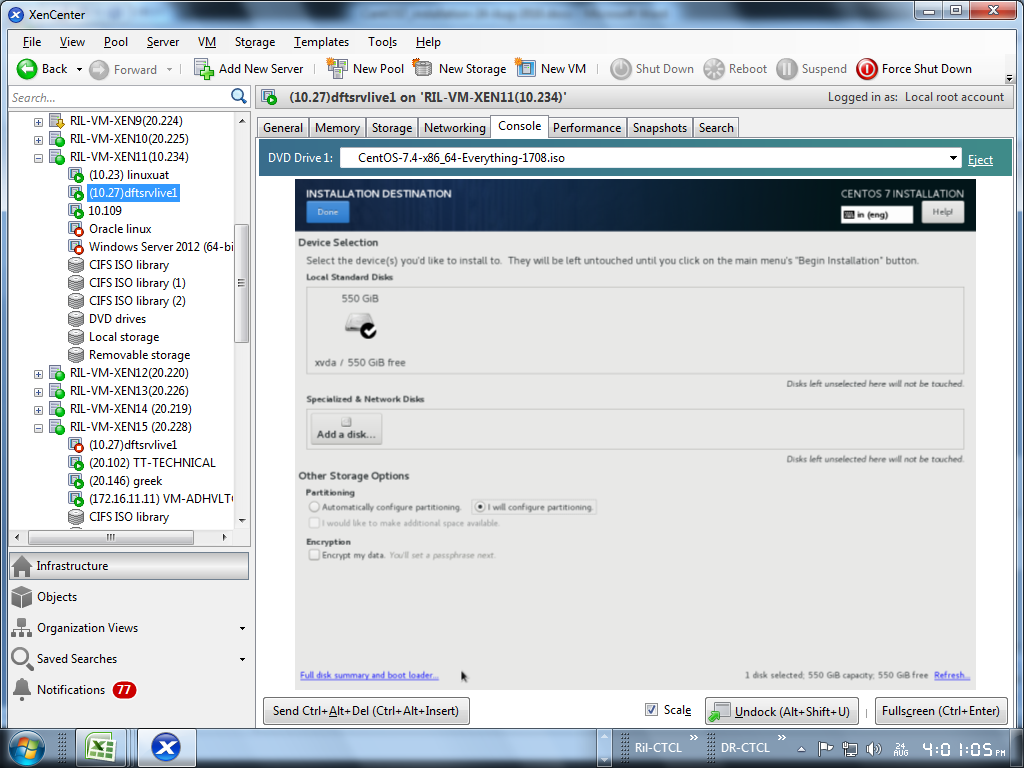 XenCenter
File View Pool Server VM Storage Templates Tools Help
Back Forward Add New Server New Pool New Storage New VM Shut Down Reboot Suspend Force Shut Down
Search...
(10.27)dftsrvlive1 on 'RIL-VM-XEN11(10.234)'
Logged in as: Local root account
RIL-VM-XEN9(20.224)
RIL-VM-XEN10(20.225)
RIL-VM-XEN11(10.234)
(10.23) linuxuat
(10.27)dftsrvlive1
10.109
Oracle linux
Windows Server 2012 (64-bi
CIFS ISO library
CIFS ISO library (1)
CIFS ISO library (2)
DVD drives
Local storage
Removable storage
RIL-VM-XEN12(20.220)
RIL-VM-XEN13(20.226)
RIL-VM-XEN14 (20.219)
RIL-VM-XEN15 (20.228)
(10.27)dftsrvlive1
(20.102) TT-TECHNICAL
(20.146) greek
(172.16.11.11) VM-ADHVLT
CIFS ISO library
Infrastructure
Objects
Organization Views
Saved Searches
Notifications 77
General Memory Storage Networking Console Performance Snapshots Search
DVD Drive 1: CentOS-7.4-x86_64-Everything-1708.iso Eject
INSTALLATION DESTINATION
CENTOS 7 INSTALLATION
Done
in (eng)
Help!
Device Selection
Select the device(s) you'd like to install to. They will be left untouched until you click on the main menu's "Begin Installation" button.
Local Standard Disks
550 GiB
xvda / 550 GiB free
Disks left unselected here will not be touched.
Specialized & Network Disks
Add a disk...
Disks left unselected here will not be touched.
Other Storage Options
Partitioning
Automatically configure partitioning. I will configure partitioning.
I would like to make additional space available.
Encryption
Encrypt my data. You'll set a passphrase next.
Full disk summary and boot loader...
1 disk selected; 550 GiB capacity; 550 GiB free Refresh...
Send Ctrl+Alt+Del (Ctrl+Alt+Insert)
Scale
Undock (Alt+Shift+U)
Fullscreen (Ctrl+Enter)
Ril-CTCL
DR-CTCL
24 AUG
4:01:05 PM